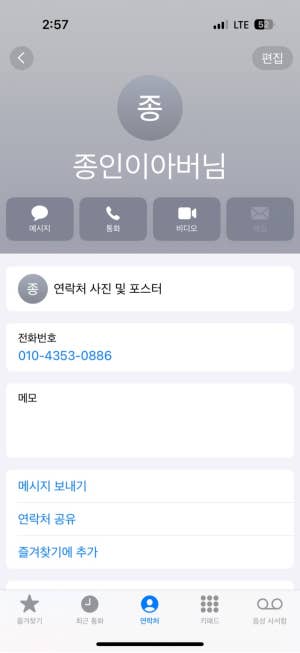 2:57
LTE
52
편집
종
종인이아버님
메시지
통화
비디오
메일
종
연락처 사진 및 포스터
전화번호
010-4353-0886
메모
메시지 보내기
연락처 공유
즐겨찾기에 추가
즐겨찾기
최근 통화
연락처
키패드
음성 사서함